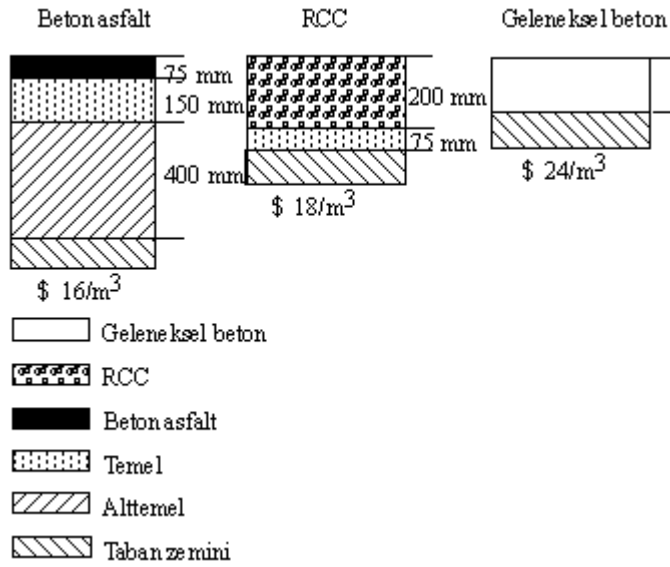 Beton asfalt
RCC
Geleneksel beton
75 mm
150 mm
400 mm
$ 16/m³
200 mm
75 mm
$ 18/m³
$ 24/m³
Geleneksel beton
RCC
Beton asfalt
Temel
Alttemel
Taban zemini